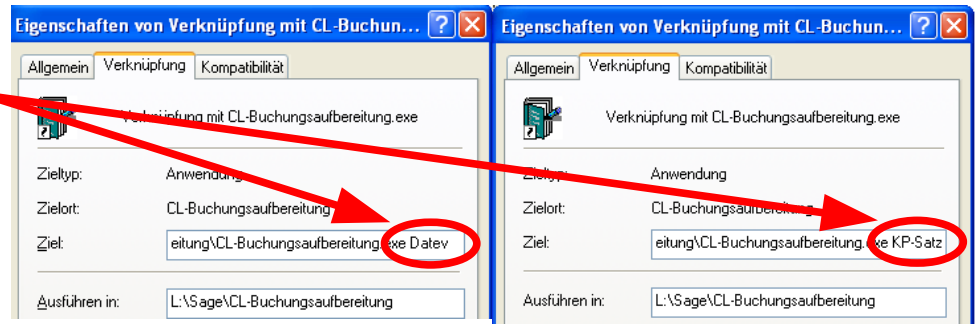 Eigenschaften von Verknüpfung mit CL-Buchun...
Allgemein Verknüpfung Kompatibilität
Verknüpfung mit CL-Buchungsaufbereitung.exe
Zieltyp: Anwendung
Zielort: CL-Buchungsaufbereitung
Ziel: eitung\CL-Buchungsaufbereitung.exe Datev
Ausführen in: L:\Sage\CL-Buchungsaufbereitung
Eigenschaften von Verknüpfung mit CL-Buchun...
Allgemein Verknüpfung Kompatibilität
Verknüpfung mit CL-Buchungsaufbereitung.exe
Zieltyp: Anwendung
Zielort: CL-Buchungsaufbereitung
Ziel: eitung\CL-Buchungsaufbereitung.exe KP-Satz
Ausführen in: L:\Sage\CL-Buchungsaufbereitung